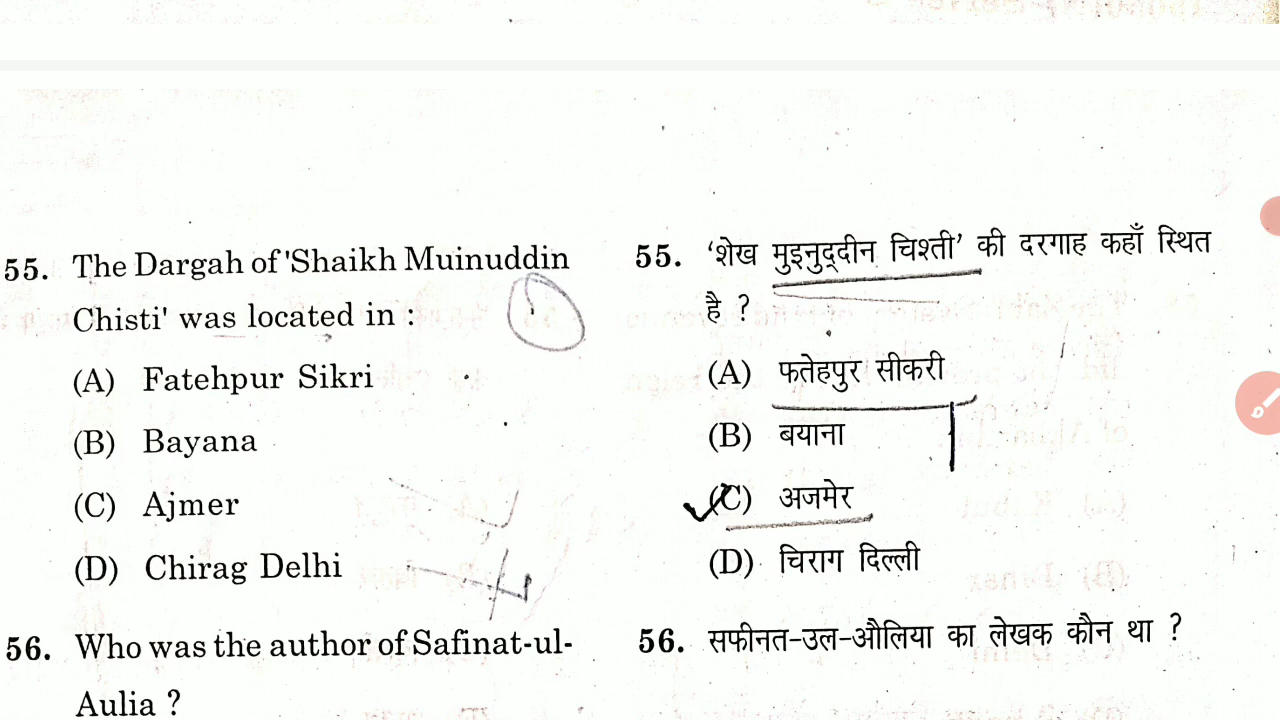 55. The Dargah of 'Shaikh Muinuddin
Chisti' was located in :
(A) Fatehpur Sikri
(B) Bayana
(C) Ajmer
(D) Chirag Delhi
56. Who was the author of Safinat-ul-
Aulia ?
55. ‘शेख मुइनुद्दीन चिश्ती’ की दरगाह कहाँ स्थित
है ?
(A) फतेहपुर सीकरी
(B) बयाना
(C) अजमेर
(D) चिराग दिल्ली
56. सफीनत-उल-औलिया का लेखक कौन था ?